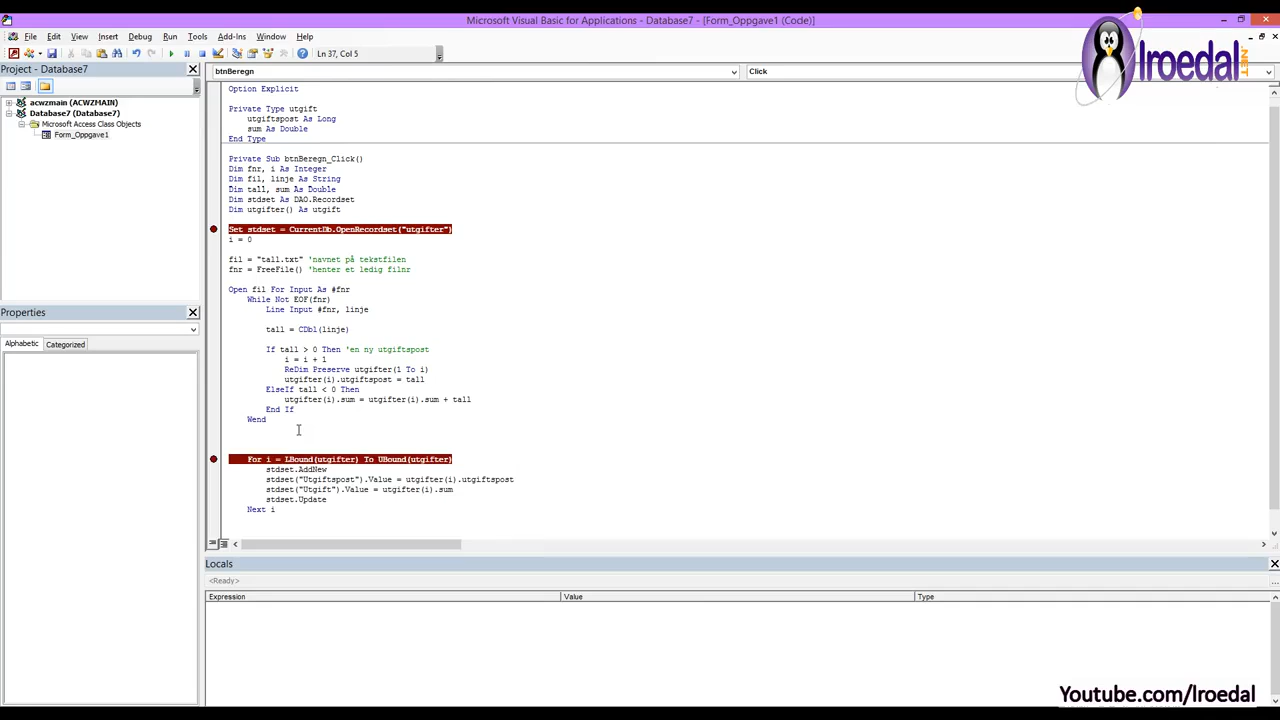 Microsoft Visual Basic for Applications - Database7 - [Form_Oppgave1 (Code)]
File Edit View Insert Debug Run Tools Add-Ins Window Help
Ln 37, Col 5
lroedal.NET
Project - Database7
btnBeregn
Click
acwzmain (ACWZMAIN)
Database7 (Database7)
Microsoft Access Class Objects
Form_Oppgave1
Option Explicit
Private Type utgift
utgiftspost As Long
sum As Double
End Type
Private Sub btnBeregn_Click()
Dim fnr, i As Integer
Dim fil, linje As String
Dim tall, sum As Double
Dim stdset As DAO.Recordset
Dim utgifter() As utgift
Set stdset = CurrentDb.OpenRecordset("utgifter")
i = 0
fil = "tall.txt" 'navnet på tekstfilen
fnr = FreeFile() 'henter et ledig filnr
Open fil For Input As #fnr
While Not EOF(fnr)
Line Input #fnr, linje
tall = CDbl(linje)
If tall > 0 Then 'en ny utgiftspost
i = i + 1
ReDim Preserve utgifter(1 To i)
utgifter(i).utgiftspost = tall
ElseIf tall < 0 Then
utgifter(i).sum = utgifter(i).sum + tall
End If
Wend
For i = LBound(utgifter) To UBound(utgifter)
stdset.AddNew
stdset("Utgiftspost").Value = utgifter(i).utgiftspost
stdset("Utgift").Value = utgifter(i).sum
stdset.Update
Next i
Properties
Alphabetic Categorized
Locals
<Ready>
Expression Value Type
Youtube.com/lroedal